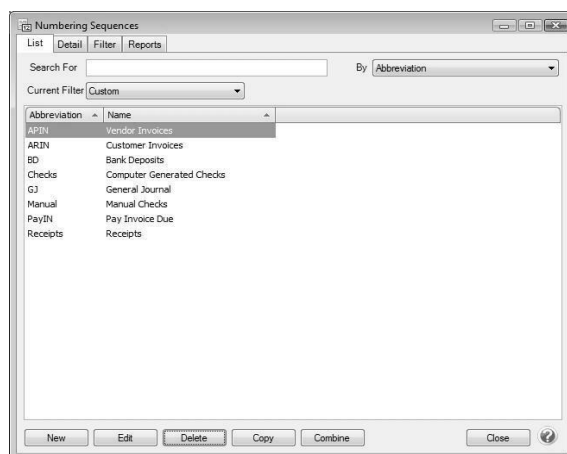 Numbering Sequences
List Detail Filter Reports
Search For By Abbreviation
Current Filter Custom
Abbreviation Name
APIN Vendor Invoices
ARIN Customer Invoices
BD Bank Deposits
Checks Computer Generated Checks
GJ General Journal
Manual Manual Checks
PayIN Pay Invoice Due
Receipts Receipts
New Edit Delete Copy Combine Close ?